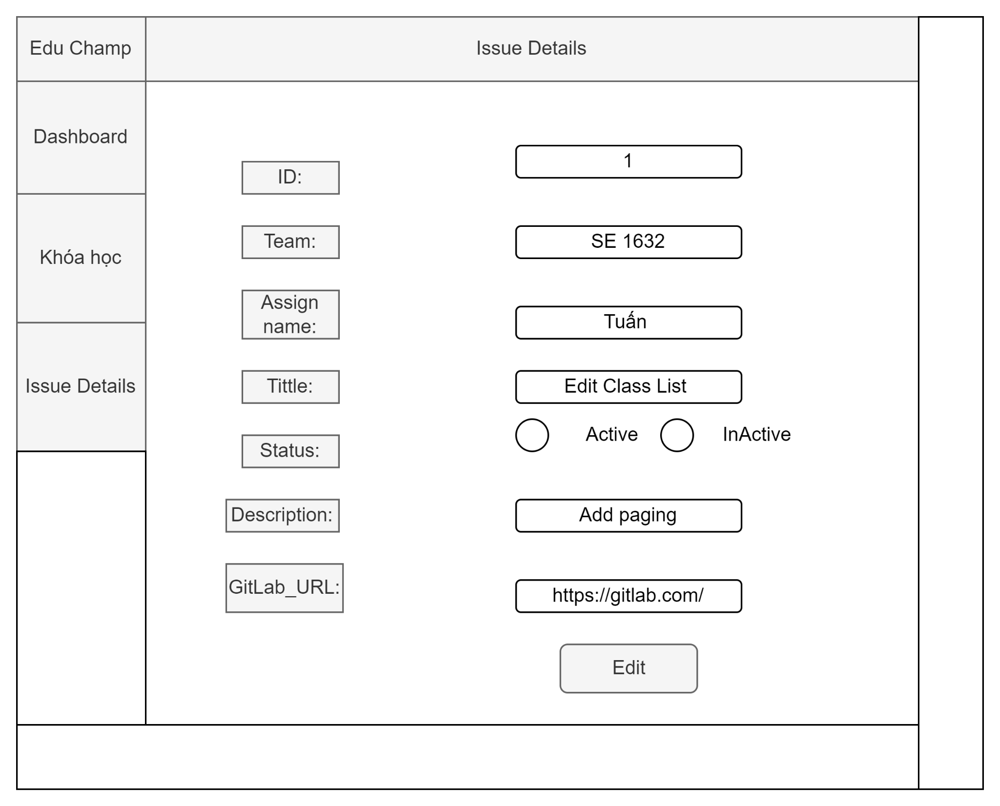 Edu Champ
Issue Details
Dashboard
Khóa học
Issue Details
ID:
1
Team:
SE 1632
Assign
name:
Tuấn
Tittle:
Edit Class List
Status:
Active
InActive
Description:
Add paging
GitLab_URL:
https://gitlab.com/
Edit